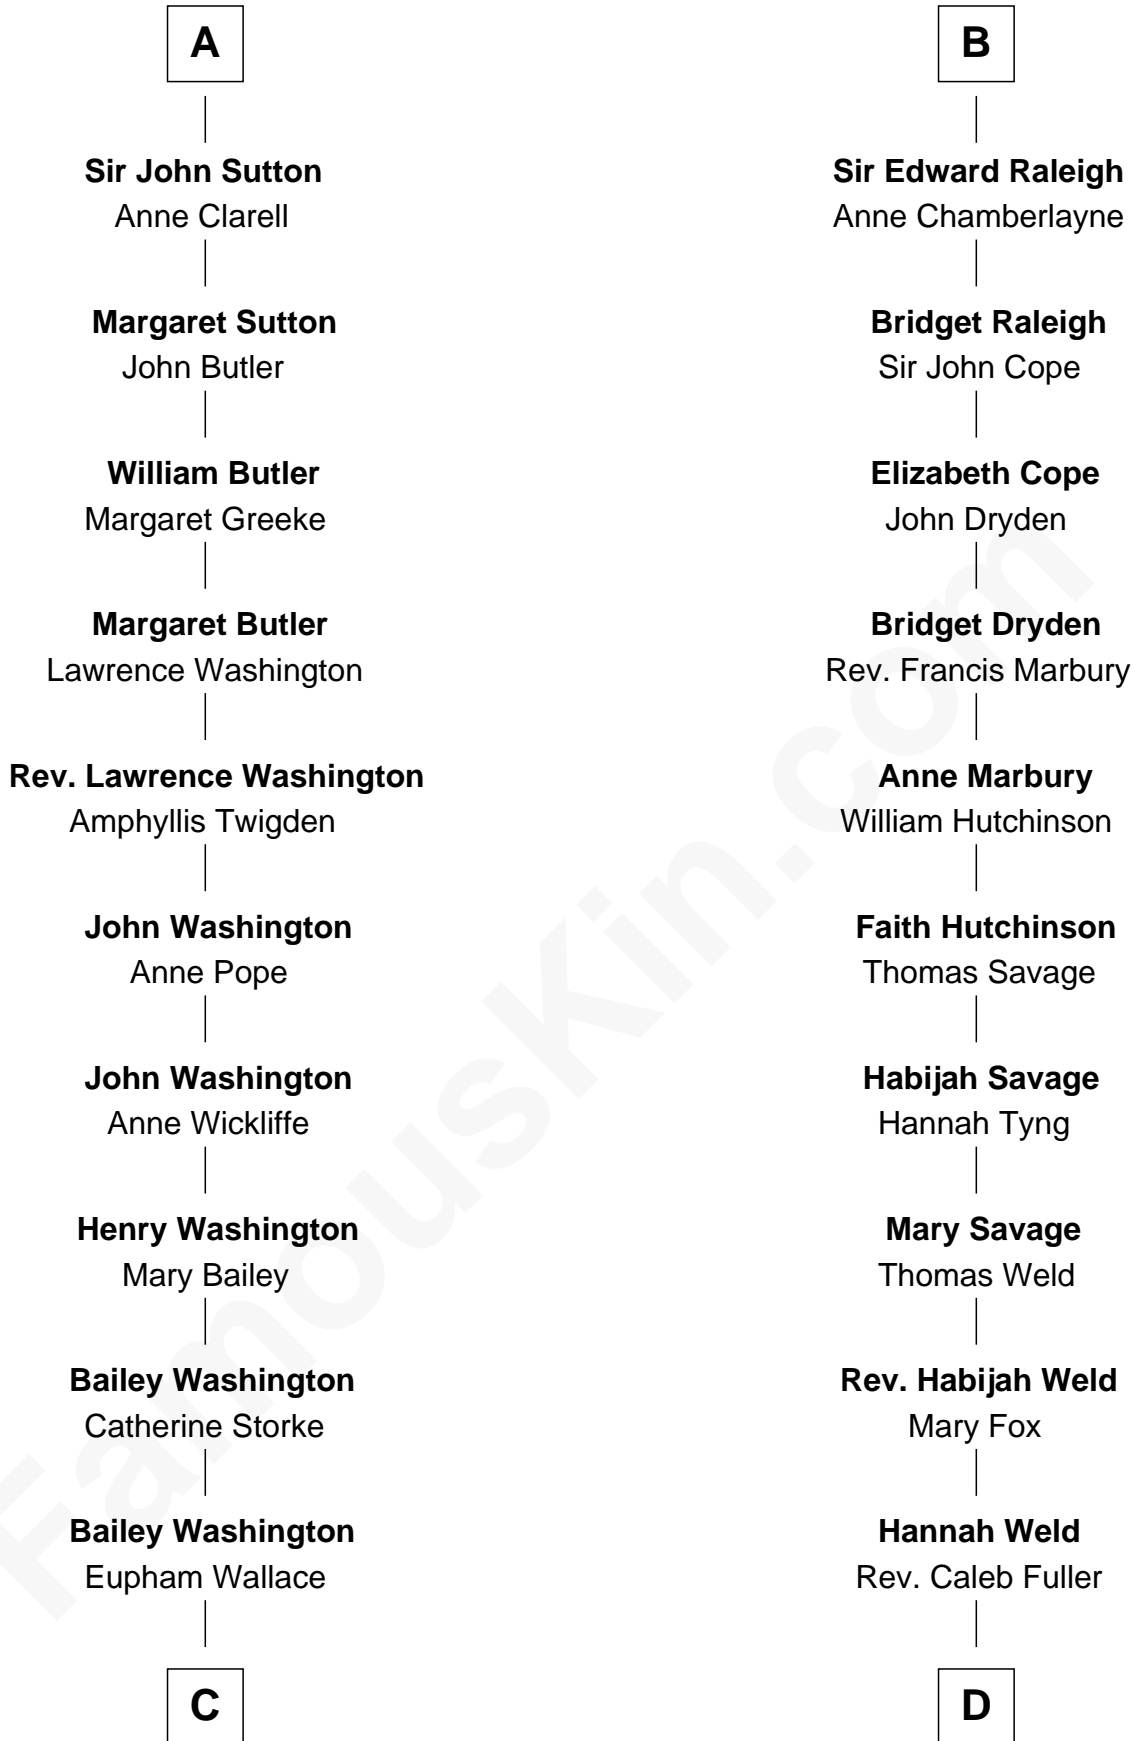 A
Sir John Sutton
Anne Clarell
Margaret Sutton
John Butler
William Butler
Margaret Greeke
Margaret Butler
Lawrence Washington
Rev. Lawrence Washington
Amphyllis Twigden
John Washington
Anne Pope
John Washington
Anne Wickliffe
Henry Washington
Mary Bailey
Bailey Washington
Catherine Storke
Bailey Washington
Eupham Wallace
C
B
Sir Edward Raleigh
Anne Chamberlayne
Bridget Raleigh
Sir John Cope
Elizabeth Cope
John Dryden
Bridget Dryden
Rev. Francis Marbury
Anne Marbury
William Hutchinson
Faith Hutchinson
Thomas Savage
Habijah Savage
Hannah Tyng
Mary Savage
Thomas Weld
Rev. Habijah Weld
Mary Fox
Hannah Weld
Rev. Caleb Fuller
D
FamousKin.com